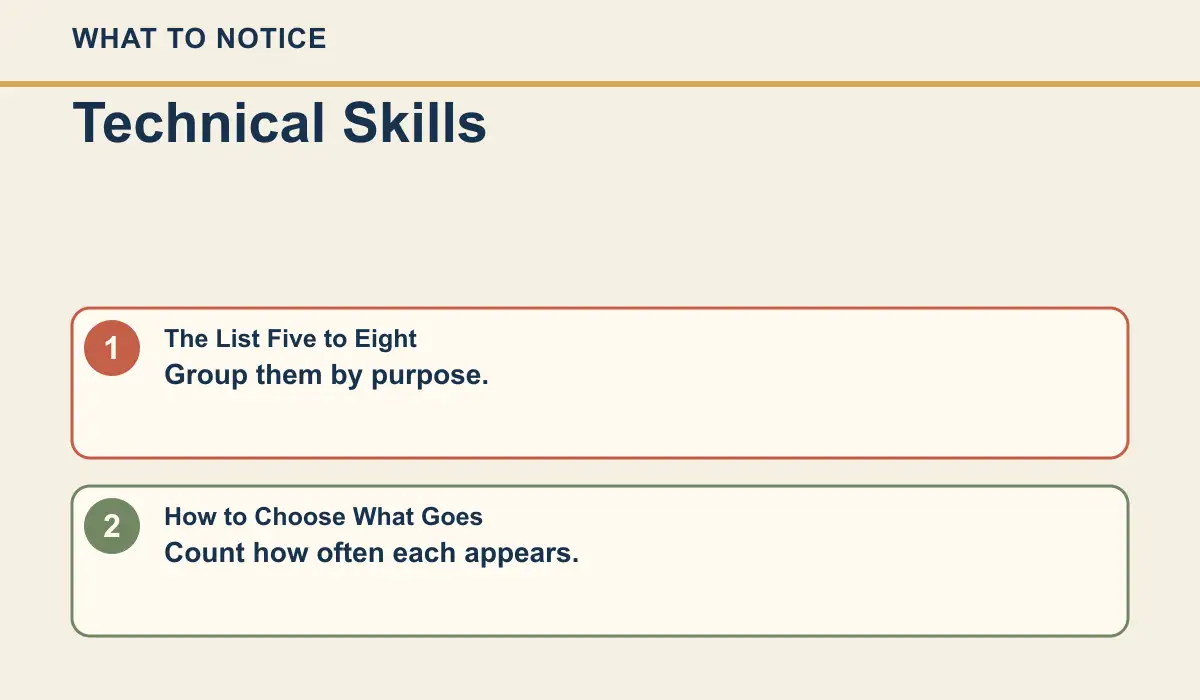 WHAT TO NOTICE
Technical Skills
1
The List Five to Eight
Group them by purpose.
2
How to Choose What Goes
Count how often each appears.